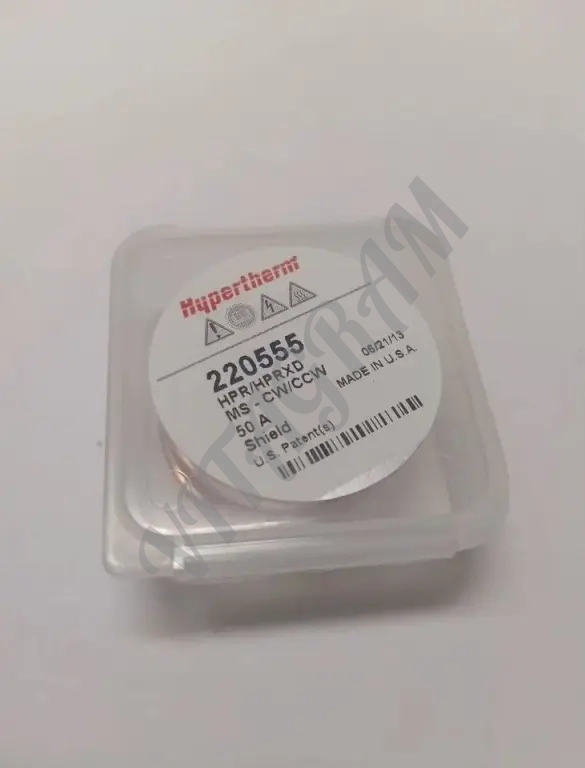 Hypertherm
220555
HPR/HPRXD
MS - CW/CCW
50 A
Shield
U.S. Patent(s)
06/21/13
MADE IN U.S.A.